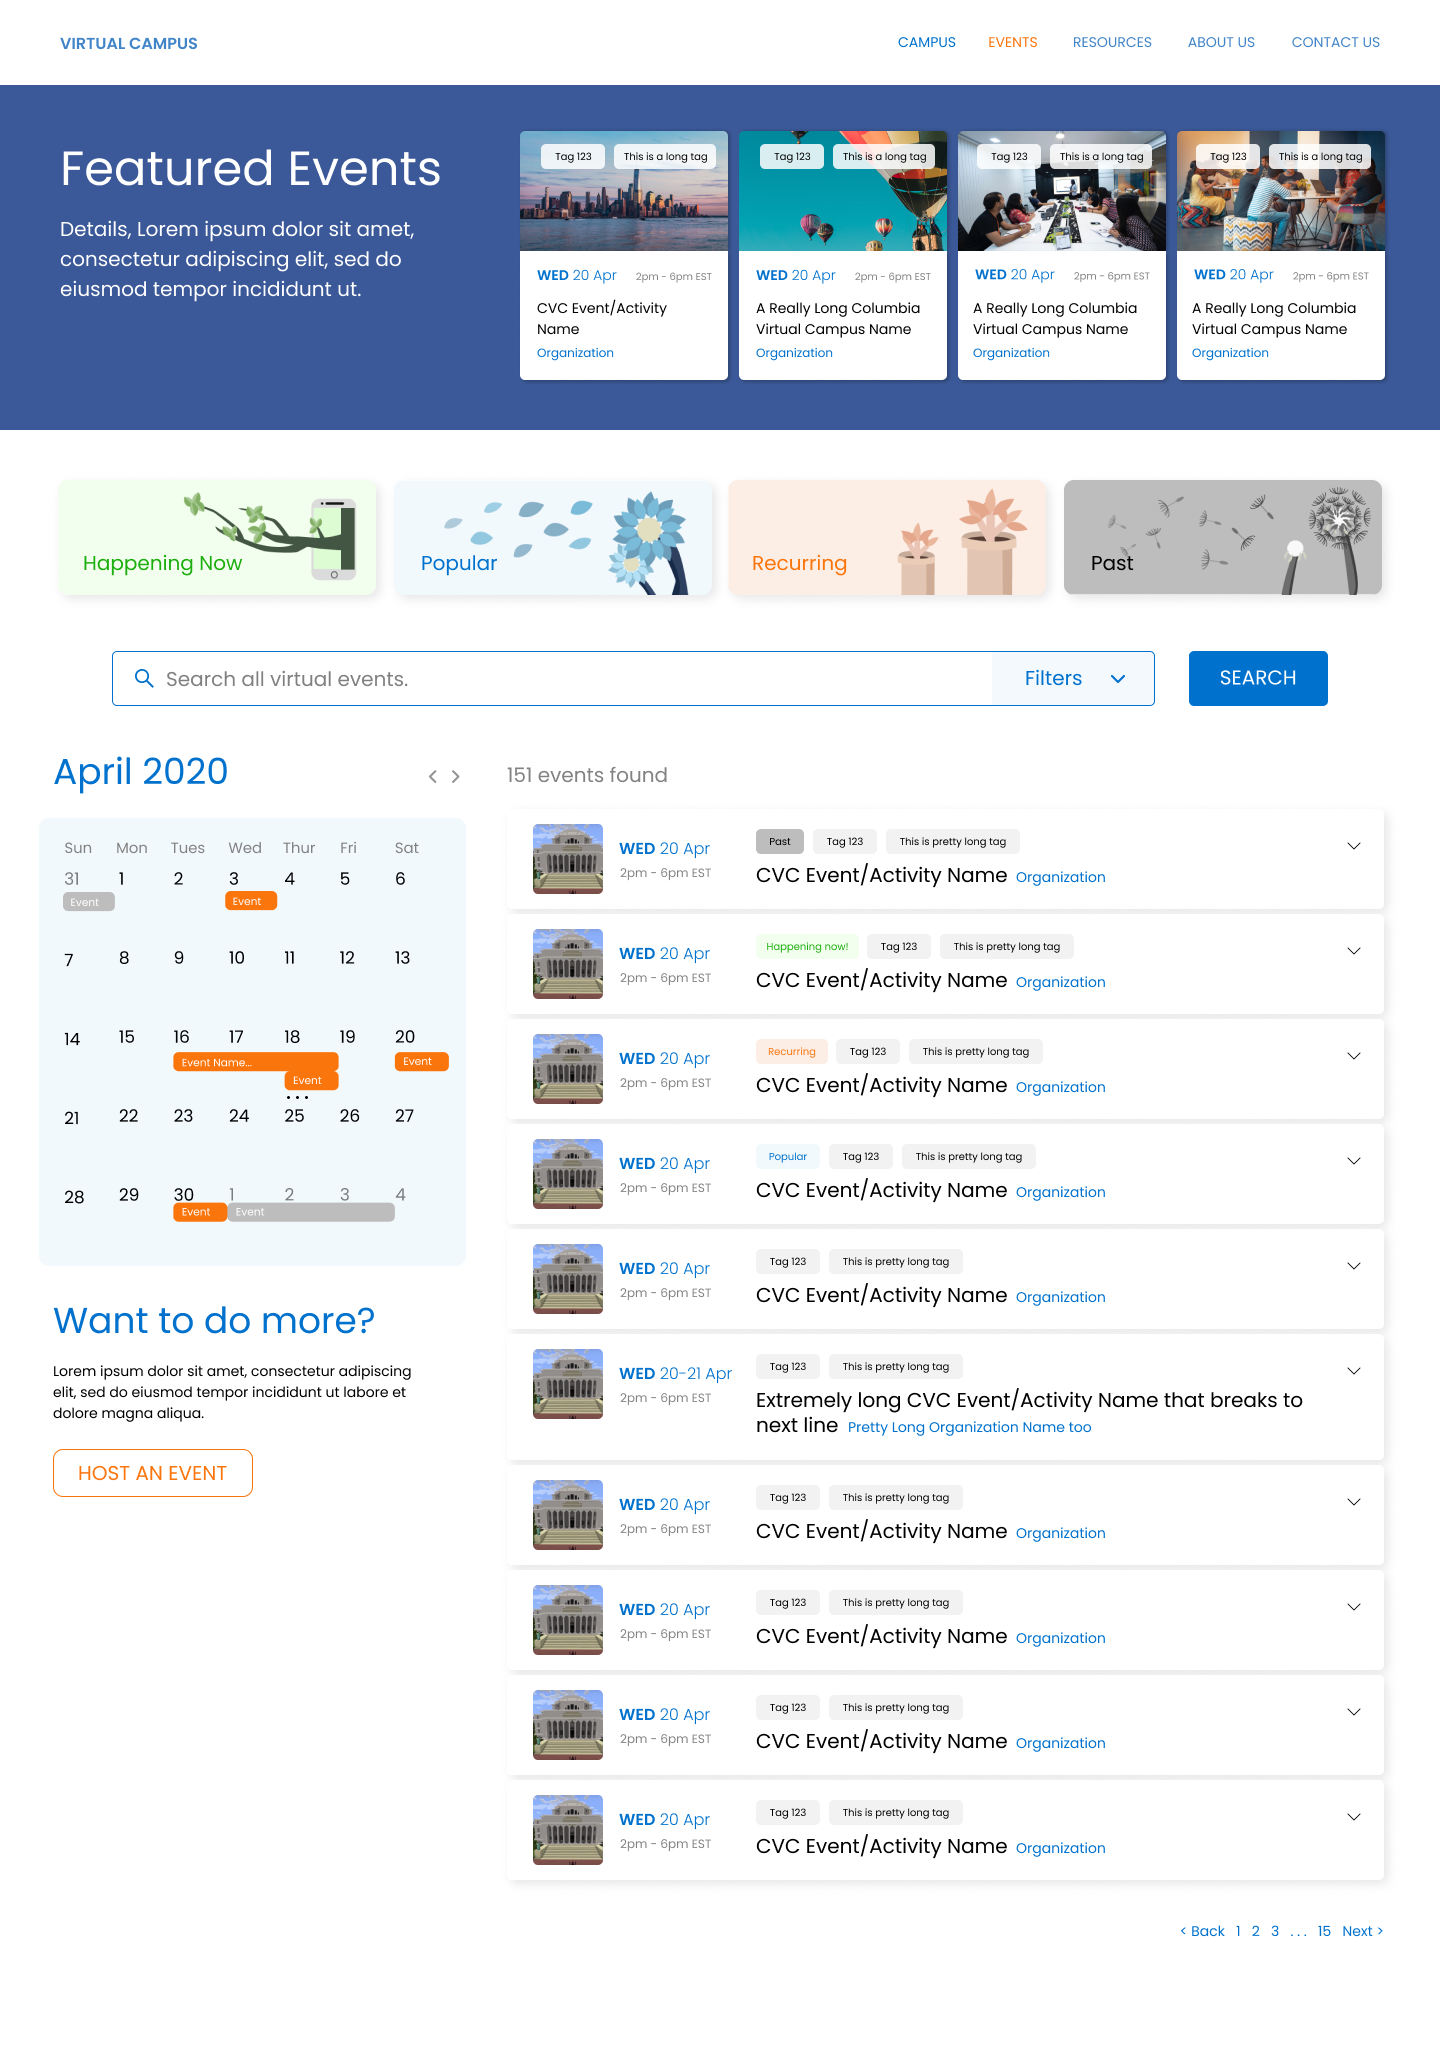 VIRTUAL CAMPUS
CAMPUS EVENTS RESOURCES ABOUT US CONTACT US
Featured Events
Details, Lorem ipsum dolor sit amet,
consectetur adipiscing elit, sed do
eiusmod tempor incididunt ut.
Tag 123 This is a long tag
WED 20 Apr 2pm - 6pm EST
CVC Event/Activity
Name
Organization
Tag 123 This is a long tag
WED 20 Apr 2pm - 6pm EST
A Really Long Columbia
Virtual Campus Name
Organization
Tag 123 This is a long tag
WED 20 Apr 2pm - 6pm EST
A Really Long Columbia
Virtual Campus Name
Organization
Tag 123 This is a long tag
WED 20 Apr 2pm - 6pm EST
A Really Long Columbia
Virtual Campus Name
Organization
Happening Now
Popular
Recurring
Past
Search all virtual events.
Filters
SEARCH
April 2020
< >
Sun Mon Tues Wed Thur Fri Sat
31 1 2 3 4 5 6
Event Event
7 8 9 10 11 12 13
14 15 16 17 18 19 20
Event Name... Event
Event
...
21 22 23 24 25 26 27
28 29 30 1 2 3 4
Event Event
Want to do more?
Lorem ipsum dolor sit amet, consectetur adipiscing
elit, sed do eiusmod tempor incididunt ut labore et
dolore magna aliqua.
HOST AN EVENT
151 events found
WED 20 Apr
2pm - 6pm EST
Past Tag 123 This is pretty long tag
CVC Event/Activity Name Organization
WED 20 Apr
2pm - 6pm EST
Happening now! Tag 123 This is pretty long tag
CVC Event/Activity Name Organization
WED 20 Apr
2pm - 6pm EST
Recurring Tag 123 This is pretty long tag
CVC Event/Activity Name Organization
WED 20 Apr
2pm - 6pm EST
Popular Tag 123 This is pretty long tag
CVC Event/Activity Name Organization
WED 20 Apr
2pm - 6pm EST
Tag 123 This is pretty long tag
CVC Event/Activity Name Organization
WED 20-21 Apr
2pm - 6pm EST
Tag 123 This is pretty long tag
Extremely long CVC Event/Activity Name that breaks to
next line Pretty Long Organization Name too
WED 20 Apr
2pm - 6pm EST
Tag 123 This is pretty long tag
CVC Event/Activity Name Organization
WED 20 Apr
2pm - 6pm EST
Tag 123 This is pretty long tag
CVC Event/Activity Name Organization
WED 20 Apr
2pm - 6pm EST
Tag 123 This is pretty long tag
CVC Event/Activity Name Organization
WED 20 Apr
2pm - 6pm EST
Tag 123 This is pretty long tag
CVC Event/Activity Name Organization
< Back 1 2 3 ... 15 Next >